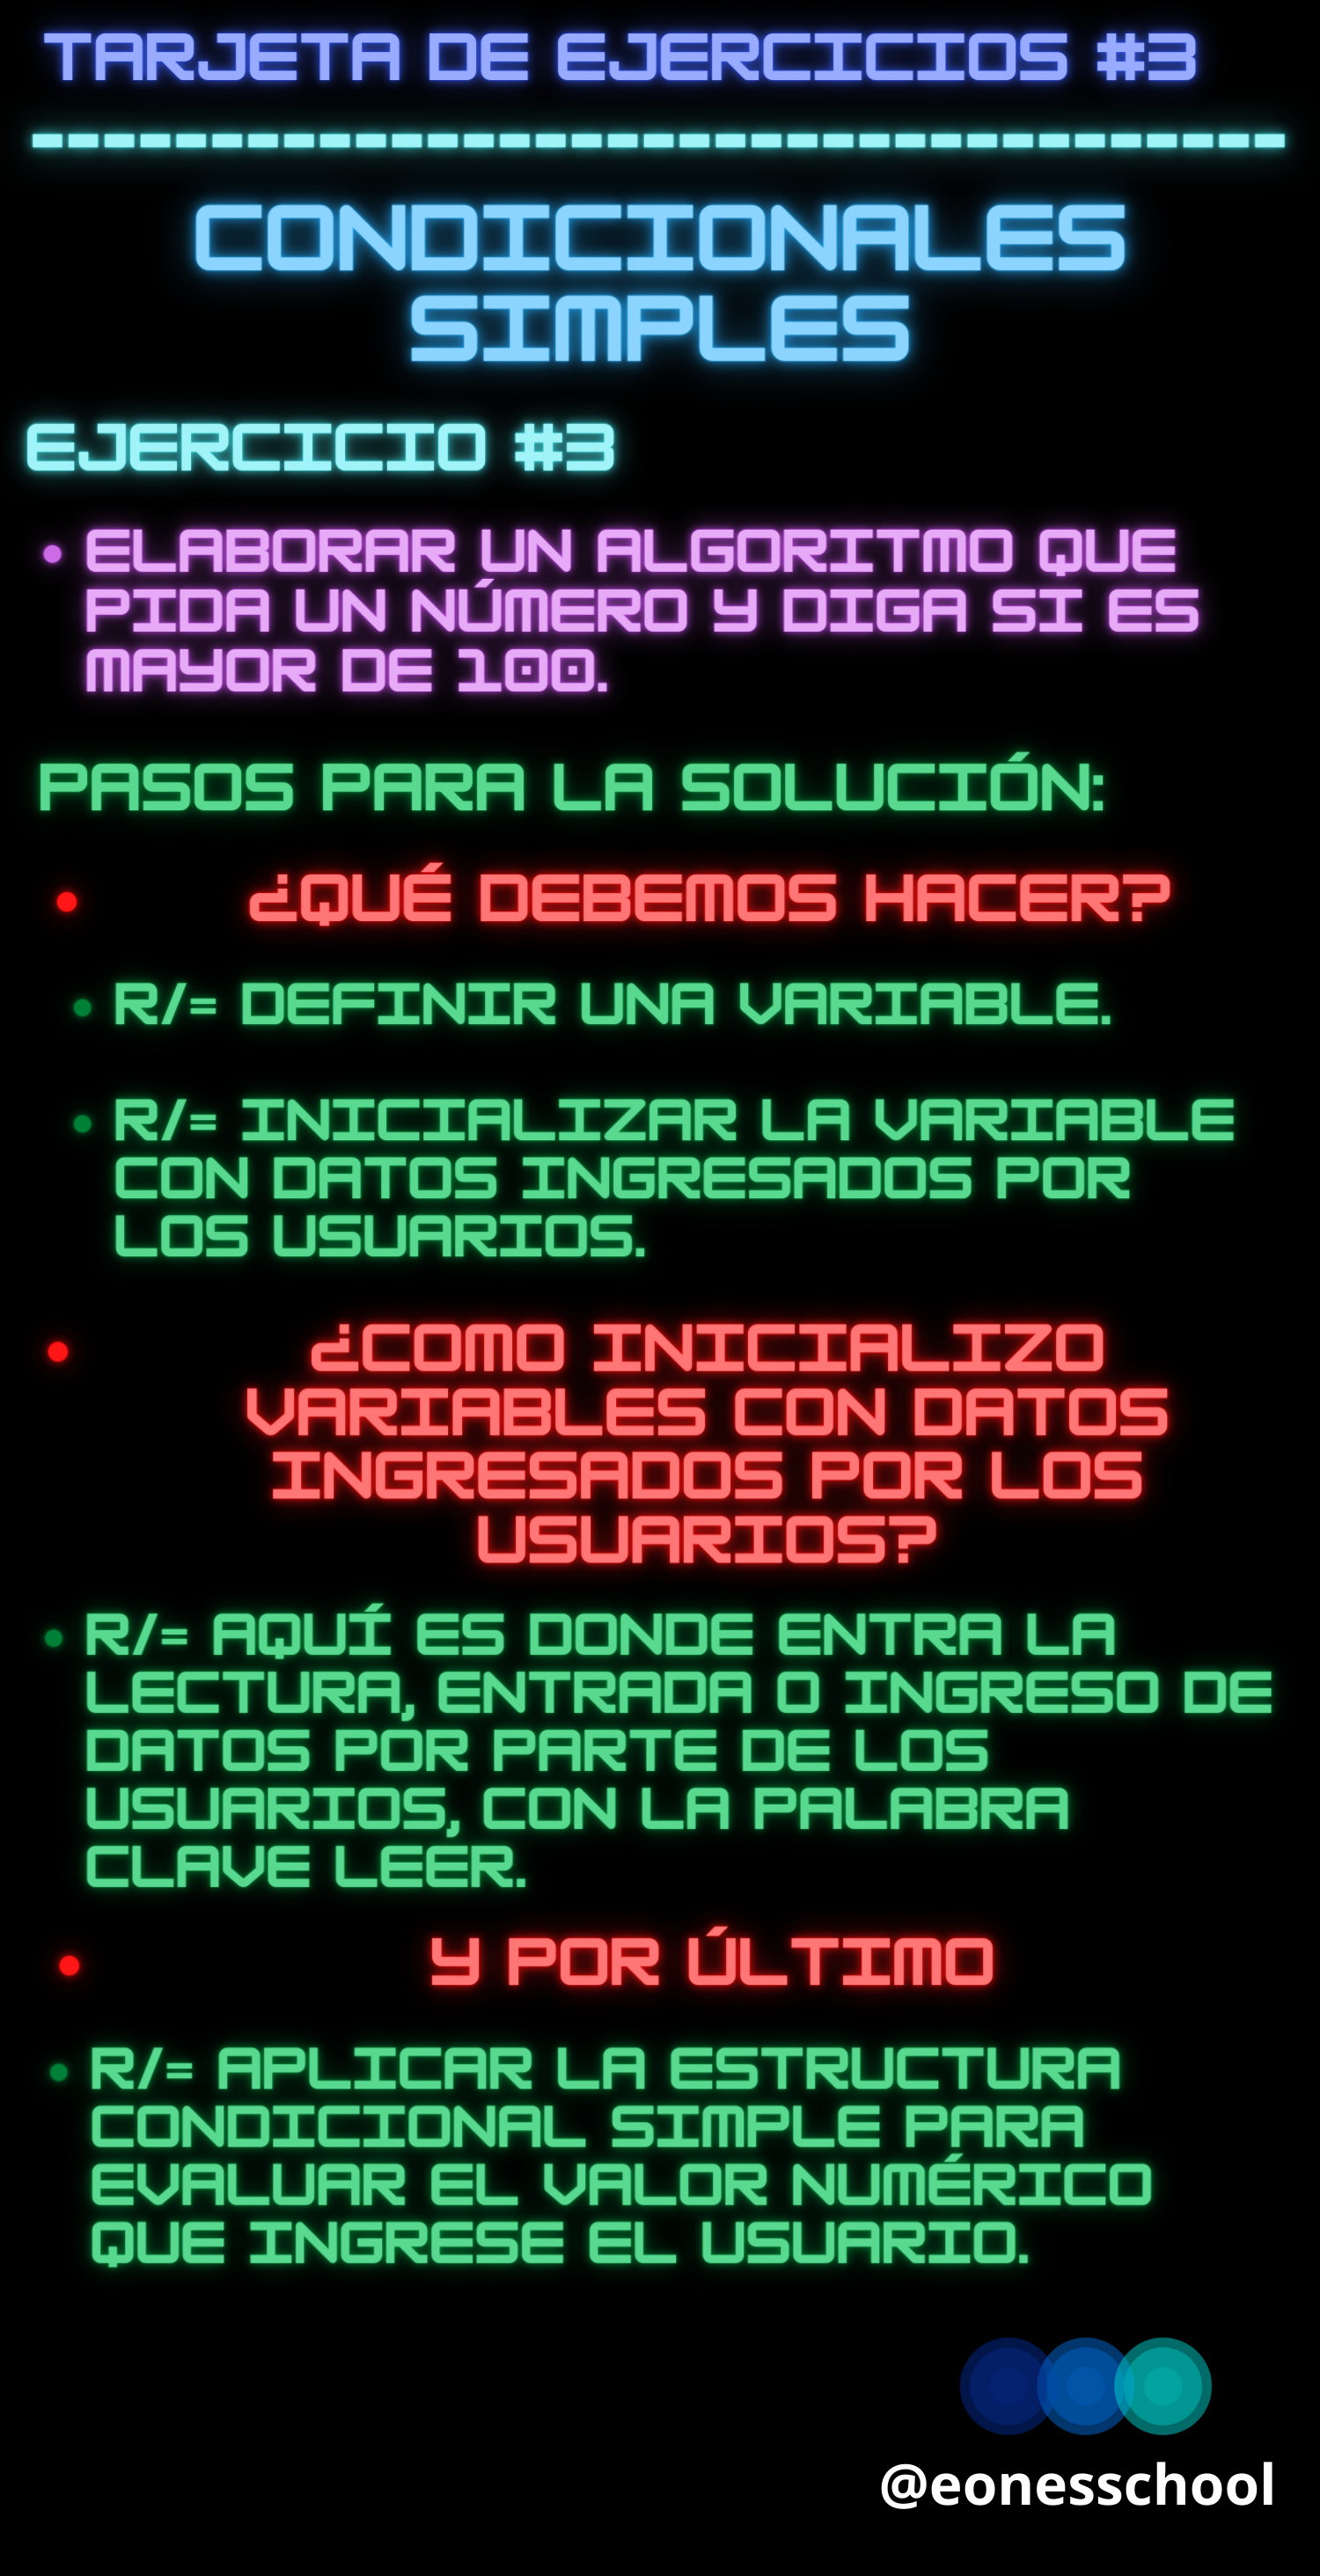 TARJETA DE EJERCICIOS #3
CONDICIONALES
SIMPLES
EJERCICIO #3
• ELABORAR UN ALGORITMO QUE
PIDA UN NÚMERO Y DIGA SI ES
MAYOR DE 100.
PASOS PARA LA SOLUCIÓN:
• ¿QUÉ DEBEMOS HACER?
• R/= DEFINIR UNA VARIABLE.
• R/= INICIALIZAR LA VARIABLE
CON DATOS INGRESADOS POR
LOS USUARIOS.
• ¿COMO INICIALIZO
VARIABLES CON DATOS
INGRESADOS POR LOS
USUARIOS?
• R/= AQUÍ ES DONDE ENTRA LA
LECTURA, ENTRADA O INGRESO DE
DATOS POR PARTE DE LOS
USUARIOS, CON LA PALABRA
CLAVE LEER.
• Y POR ÚLTIMO
• R/= APLICAR LA ESTRUCTURA
CONDICIONAL SIMPLE PARA
EVALUAR EL VALOR NUMÉRICO
QUE INGRESE EL USUARIO.
@eonesschool